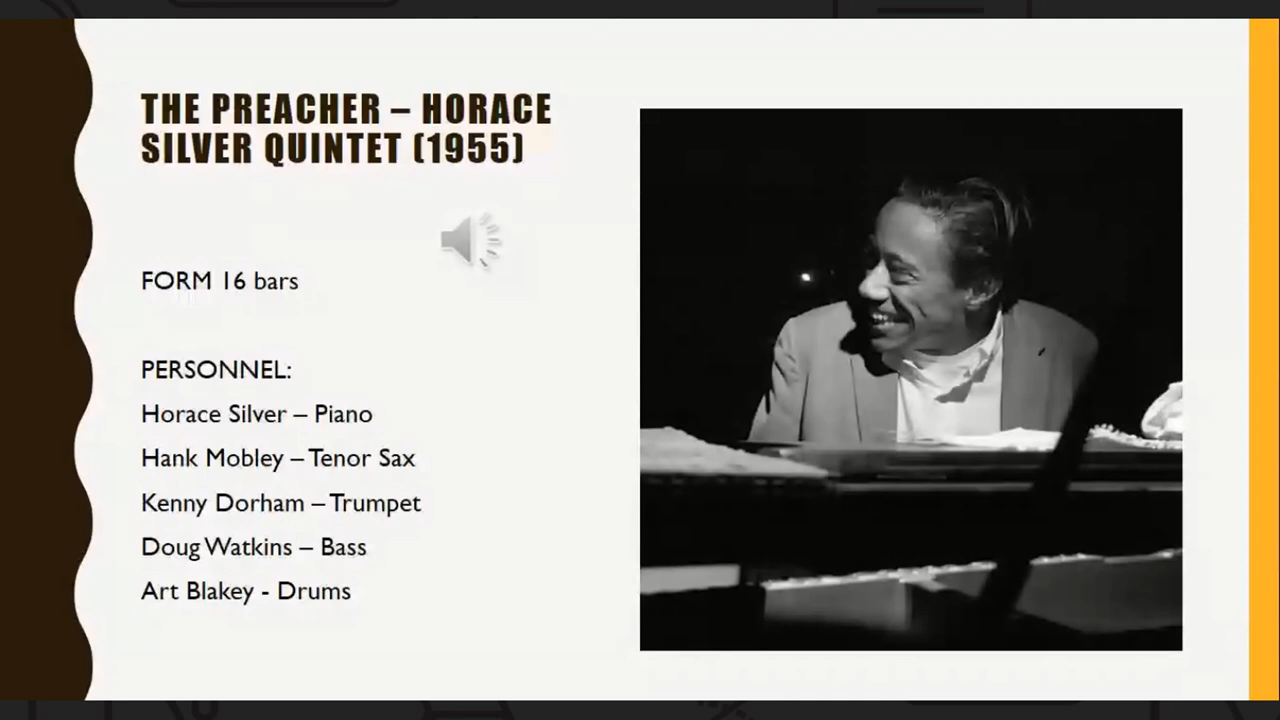 THE PREACHER – HORACE
SILVER QUINTET (1955)
FORM 16 bars
PERSONNEL:
Horace Silver – Piano
Hank Mobley – Tenor Sax
Kenny Dorham – Trumpet
Doug Watkins – Bass
Art Blakey - Drums